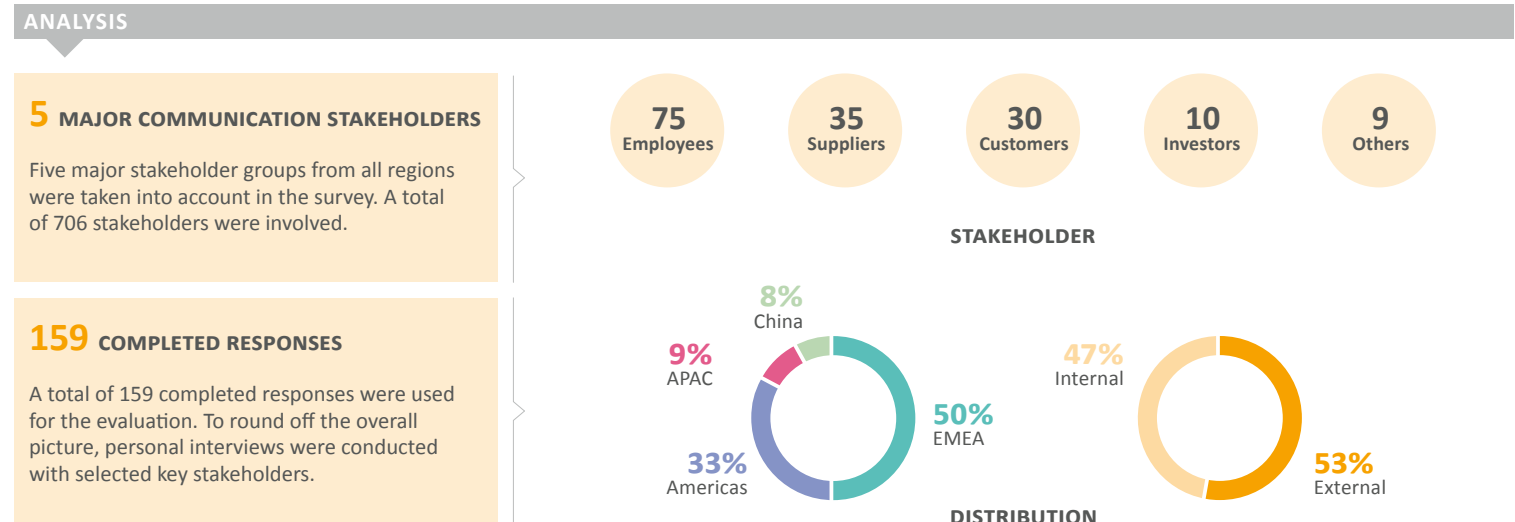 ANALYSIS
5 MAJOR COMMUNICATION STAKEHOLDERS
Five major stakeholder groups from all regions
were taken into account in the survey. A total
of 706 stakeholders were involved.
75
Employees
35
Suppliers
30
Customers
10
Investors
9
Others
STAKEHOLDER
159 COMPLETED RESPONSES
A total of 159 completed responses were used
for the evaluation. To round off the overall
picture, personal interviews were conducted
with selected key stakeholders.
8%
China
9%
APAC
33%
Americas
50%
EMEA
47%
Internal
53%
External
DISTRIBUTION